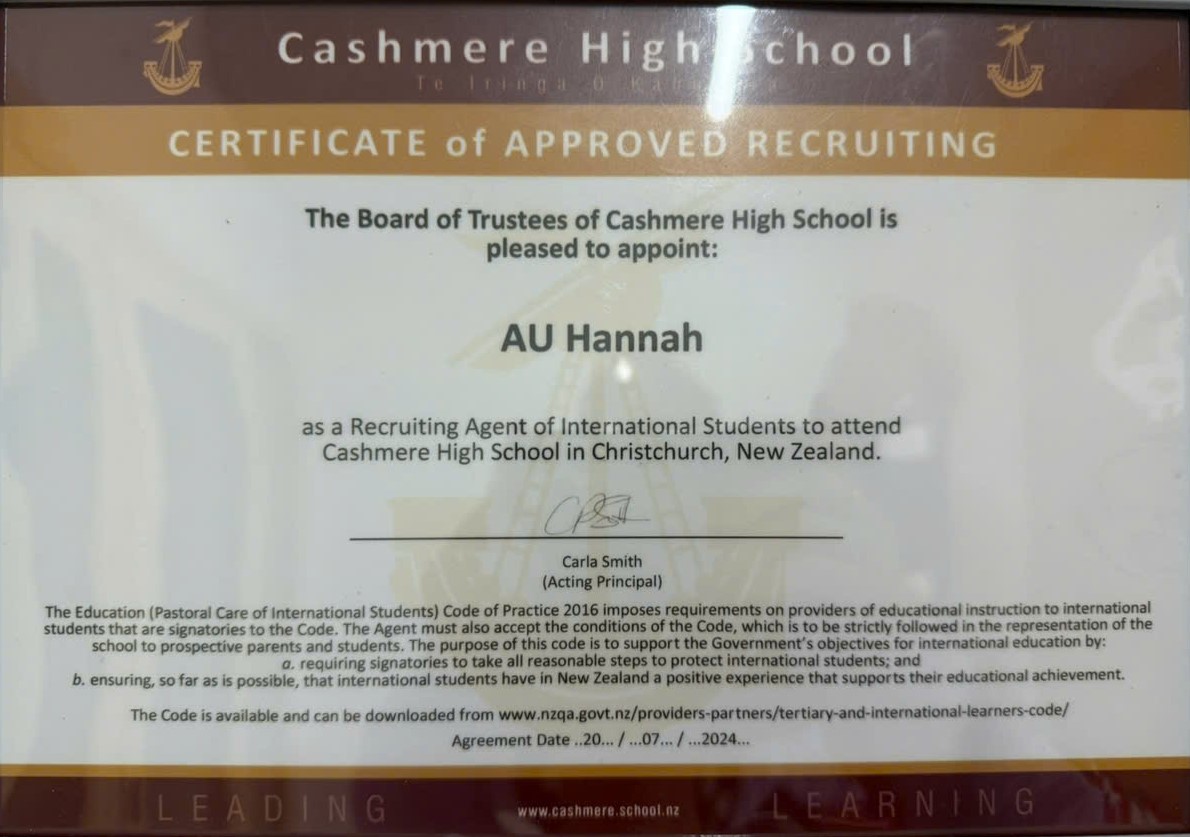 Cashmere High School
Te Iringa O
CERTIFICATE of APPROVED RECRUITING
The Board of Trustees of Cashmere High School is
pleased to appoint:
AU Hannah
as a Recruiting Agent of International Students to attend
Cashmere High School in Christchurch, New Zealand.
Carla Smith
(Acting Principal)
The Education (Pastoral Care of International Students) Code of Practice 2016 imposes requirements on providers of educational instruction to international
students that are signatories to the Code. The Agent must also accept the conditions of the Code, which is to be strictly followed in the representation of the
school to prospective parents and students. The purpose of this code is to support the Government's objectives for international education by:
a. requiring signatories to take all reasonable steps to protect international students; and
b. ensuring, so far as is possible, that international students have in New Zealand a positive experience that supports their educational achievement.
The Code is available and can be downloaded from www.nzqa.govt.nz/providers-partners/tertiary-and-international-learners-code/
Agreement Date ..20... / ...07... / ...2024...
LEADING www.cashmere.school.nz LEARNING